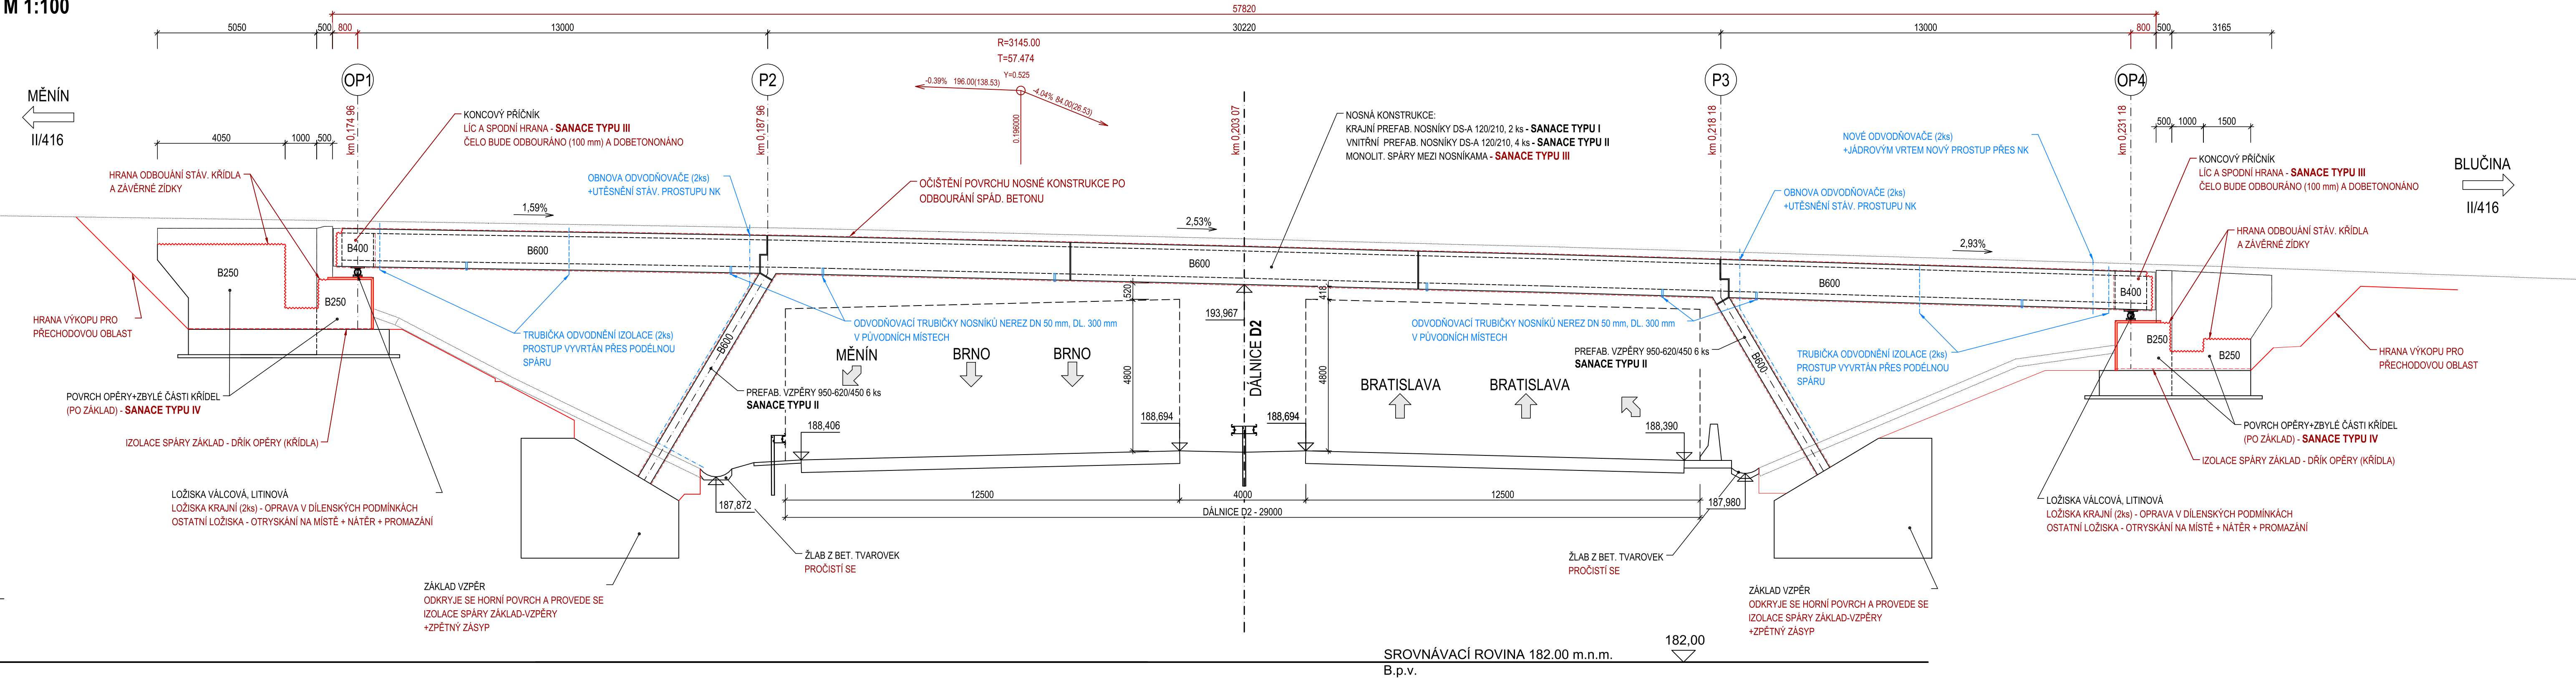 M 1:100
57820
5050
500
800
13000
30220
13000
800
500
3165
R=3145.00
T=57.474
Y=0.525
-0.39% 196.00(138.53)
-4.04% 84.00(26.53)
0.196000
OP1
P2
P3
OP4
km 0,174 96
km 0,187 96
km 0,203 07
km 0,218 18
km 0,231 18
MĚNÍN
II/416
BLUČINA
II/416
4050
1000
500
500
1000
1500
KONCOVÝ PŘÍČNÍK
LÍC A SPODNÍ HRANA - SANACE TYPU III
ČELO BUDE ODBOURÁNO (100 mm) A DOBETONONÁNO
NOSNÁ KONSTRUKCE:
KRAJNÍ PREFAB. NOSNÍKY DS-A 120/210, 2 ks - SANACE TYPU I
VNITŘNÍ PREFAB. NOSNÍKY DS-A 120/210, 4 ks - SANACE TYPU II
MONOLIT. SPÁRY MEZI NOSNÍKAMA - SANACE TYPU III
NOVÉ ODVODŇOVAČE (2ks)
+JÁDROVÝM VRTEM NOVÝ PROSTUP PŘES NK
KONCOVÝ PŘÍČNÍK
LÍC A SPODNÍ HRANA - SANACE TYPU III
ČELO BUDE ODBOURÁNO (100 mm) A DOBETONONÁNO
HRANA ODBOUÁNI STÁV. KŘÍDLA
A ZÁVĚRNÉ ZÍDKY
OBNOVA ODVODŇOVAČE (2ks)
+UTĚSNĚNÍ STÁV. PROSTUPU NK
OČIŠTĚNÍ POVRCHU NOSNÉ KONSTRUKCE PO
ODBOURÁNÍ SPÁD. BETONU
OBNOVA ODVODŇOVAČE (2ks)
+UTĚSNĚNÍ STÁV. PROSTUPU NK
HRANA ODBOUÁNI STÁV. KŘÍDLA
A ZÁVĚRNÉ ZÍDKY
1,59%
2,53%
2,93%
B400
B600
B600
B600
B400
B250
B250
B250
B250
B600
B600
520
418
4800
4800
193,967
DÁLNICE D2
HRANA VÝKOPU PRO
PŘECHODOVOU OBLAST
TRUBIČKA ODVODNĚNÍ IZOLACE (2ks)
PROSTUP VYVRTÁN PŘES PODÉLNOU
SPÁRU
ODVODŇOVACÍ TRUBIČKY NOSNÍKŮ NEREZ DN 50 mm, DL. 300 mm
V PŮVODNÍCH MÍSTECH
ODVODŇOVACÍ TRUBIČKY NOSNÍKŮ NEREZ DN 50 mm, DL. 300 mm
V PŮVODNÍCH MÍSTECH
TRUBIČKA ODVODNĚNÍ IZOLACE (2ks)
PROSTUP VYVRTÁN PŘES PODÉLNOU
SPÁRU
HRANA VÝKOPU PRO
PŘECHODOVOU OBLAST
MĚNÍN
BRNO
BRNO
BRATISLAVA
BRATISLAVA
PREFAB. VZPĚRY 950-620/450 6 ks
SANACE TYPU II
PREFAB. VZPĚRY 950-620/450 6 ks
SANACE TYPU II
POVRCH OPĚRY+ZBYLÉ ČÁSTI KŘÍDEL
(PO ZÁKLAD) - SANACE TYPU IV
IZOLACE SPÁRY ZÁKLAD - DŘÍK OPĚRY (KŘÍDLA)
POVRCH OPĚRY+ZBYLÉ ČÁSTI KŘÍDEL
(PO ZÁKLAD) - SANACE TYPU IV
IZOLACE SPÁRY ZÁKLAD - DŘÍK OPĚRY (KŘÍDLA)
188,406
188,694
188,694
188,390
187,872
187,980
12500
4000
12500
DÁLNICE D2 - 29000
LOŽISKA VÁLCOVÁ, LITINOVÁ
LOŽISKA KRAJNÍ (2ks) - OPRAVA V DÍLENSKÝCH PODMÍNKÁCH
OSTATNÍ LOŽISKA - OTRYSKÁNÍ NA MÍSTĚ + NÁTĚR + PROMAZÁNÍ
LOŽISKA VÁLCOVÁ, LITINOVÁ
LOŽISKA KRAJNÍ (2ks) - OPRAVA V DÍLENSKÝCH PODMÍNKÁCH
OSTATNÍ LOŽISKA - OTRYSKÁNÍ NA MÍSTĚ + NÁTĚR + PROMAZÁNÍ
ŽLAB Z BET. TVAROVEK
PROČISTÍ SE
ŽLAB Z BET. TVAROVEK
PROČISTÍ SE
ZÁKLAD VZPĚR
ODKRYJE SE HORNÍ POVRCH A PROVEDE SE
IZOLACE SPÁRY ZÁKLAD-VZPĚRY
+ZPĚTNÝ ZÁSYP
ZÁKLAD VZPĚR
ODKRYJE SE HORNÍ POVRCH A PROVEDE SE
IZOLACE SPÁRY ZÁKLAD-VZPĚRY
+ZPĚTNÝ ZÁSYP
SROVNÁVACÍ ROVINA 182.00 m.n.m.
B.p.v.
182,00